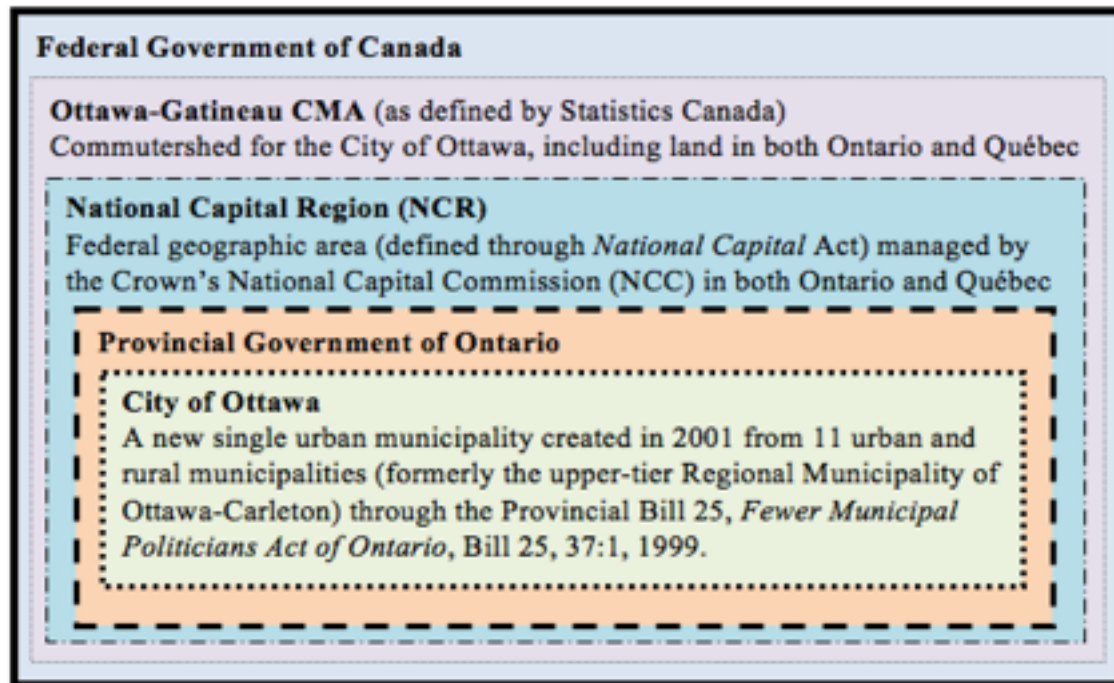 Federal Government of Canada
Ottawa-Gatineau CMA (as defined by Statistics Canada)
Commutershed for the City of Ottawa, including land in both Ontario and Québec
National Capital Region (NCR)
Federal geographic area (defined through National Capital Act) managed by
the Crown's National Capital Commission (NCC) in both Ontario and Québec
Provincial Government of Ontario
City of Ottawa
A new single urban municipality created in 2001 from 11 urban and
rural municipalities (formerly the upper-tier Regional Municipality of
Ottawa-Carleton) through the Provincial Bill 25, Fewer Municipal
Politicians Act of Ontario, Bill 25, 37:1, 1999.